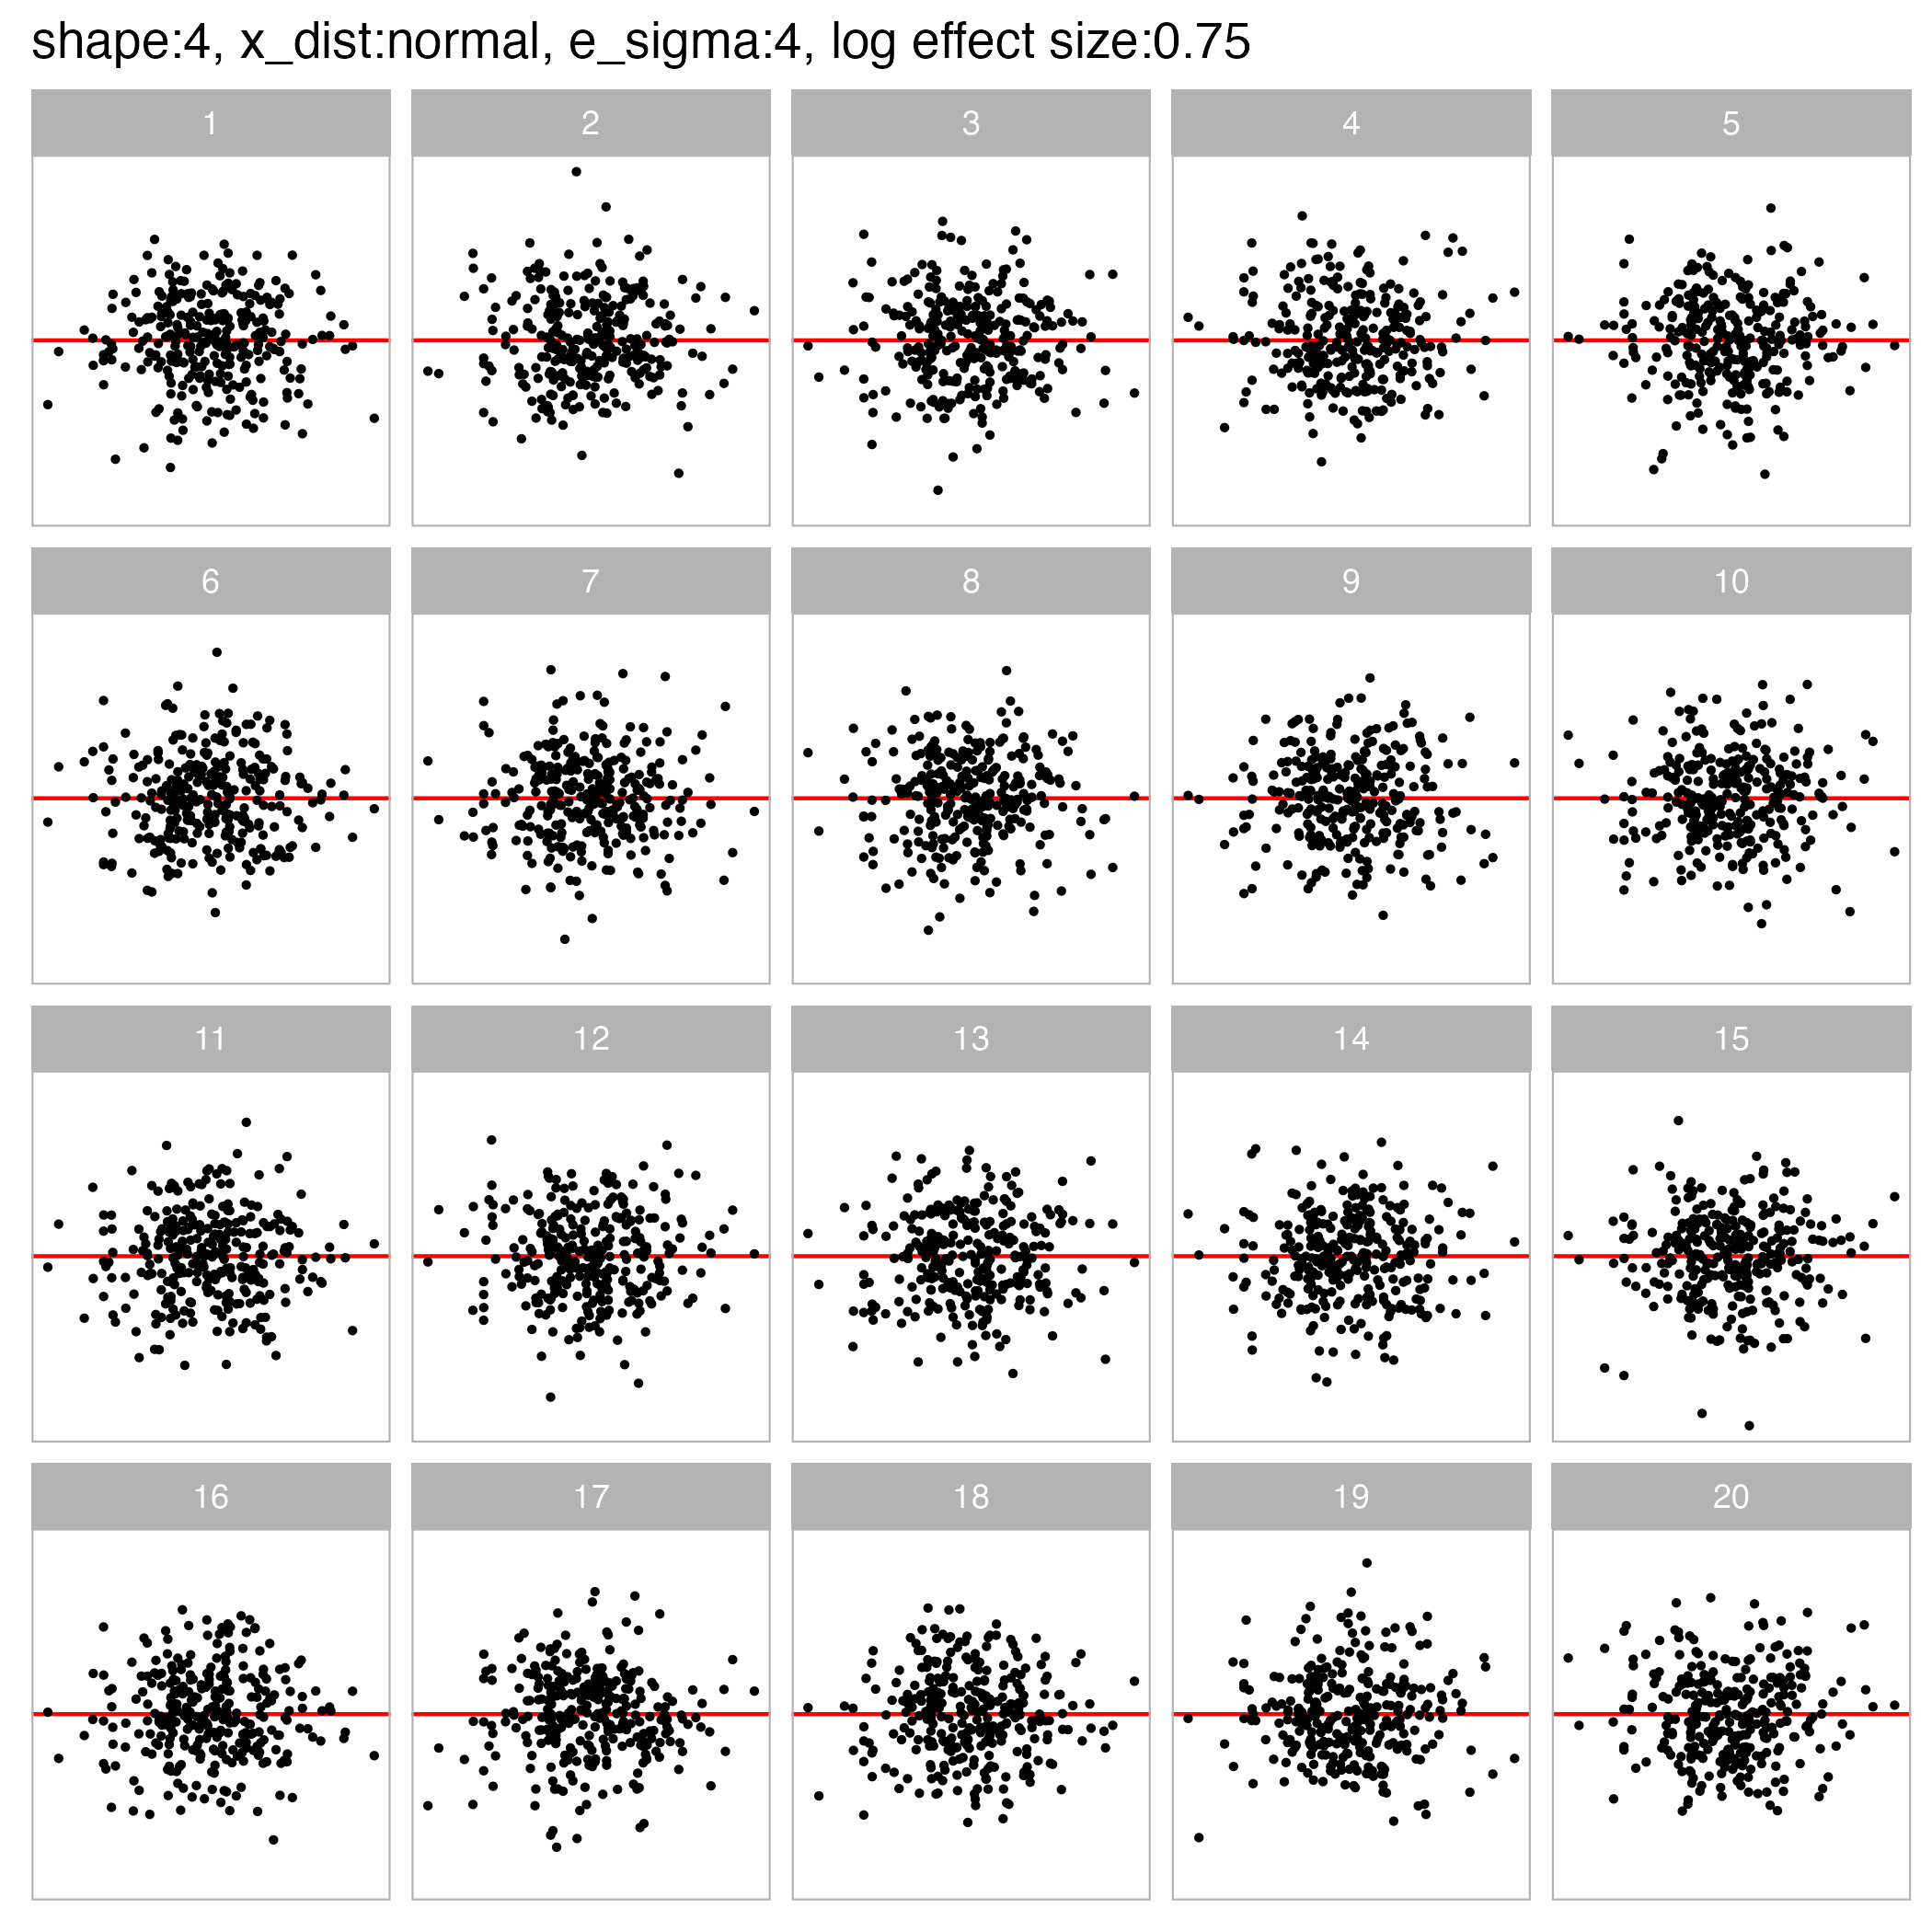 shape:4, x_dist:normal, e_sigma:4, log effect size:0.75
1 2 3 4 5
6 7 8 9 10
11 12 13 14 15
16 17 18 19 20